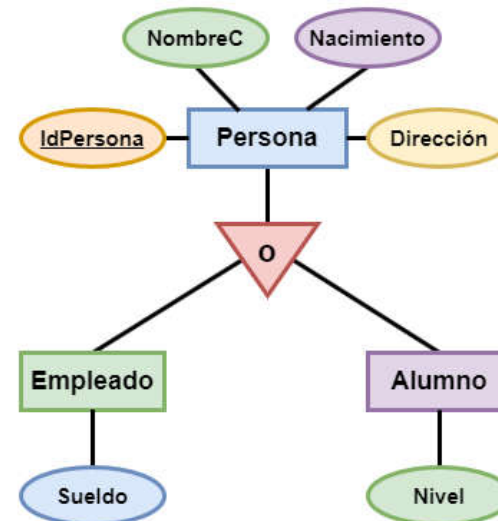 NombreC
Nacimiento
IdPersona
Persona
Dirección
O
Empleado
Alumno
Sueldo
Nivel